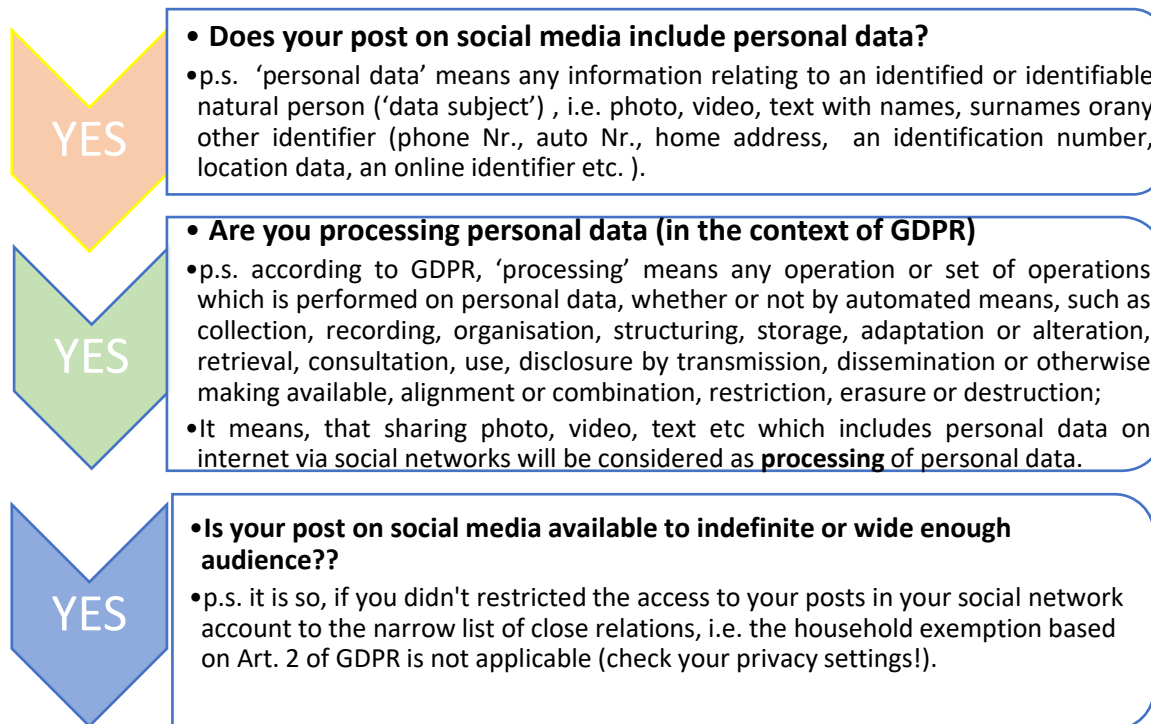 • Does your post on social media include personal data?
YES
•p.s. ‘personal data’ means any information relating to an identified or identifiable
natural person (‘data subject’) , i.e. photo, video, text with names, surnames orany
other identifier (phone Nr., auto Nr., home address, an identification number,
location data, an online identifier etc. ).
• Are you processing personal data (in the context of GDPR)
YES
•p.s. according to GDPR, ‘processing’ means any operation or set of operations
which is performed on personal data, whether or not by automated means, such as
collection, recording, organisation, structuring, storage, adaptation or alteration,
retrieval, consultation, use, disclosure by transmission, dissemination or otherwise
making available, alignment or combination, restriction, erasure or destruction;
•It means, that sharing photo, video, text etc which includes personal data on
internet via social networks will be considered as processing of personal data.
YES
•Is your post on social media available to indefinite or wide enough
audience??
•p.s. it is so, if you didn't restricted the access to your posts in your social network
account to the narrow list of close relations, i.e. the household exemption based
on Art. 2 of GDPR is not applicable (check your privacy settings!).